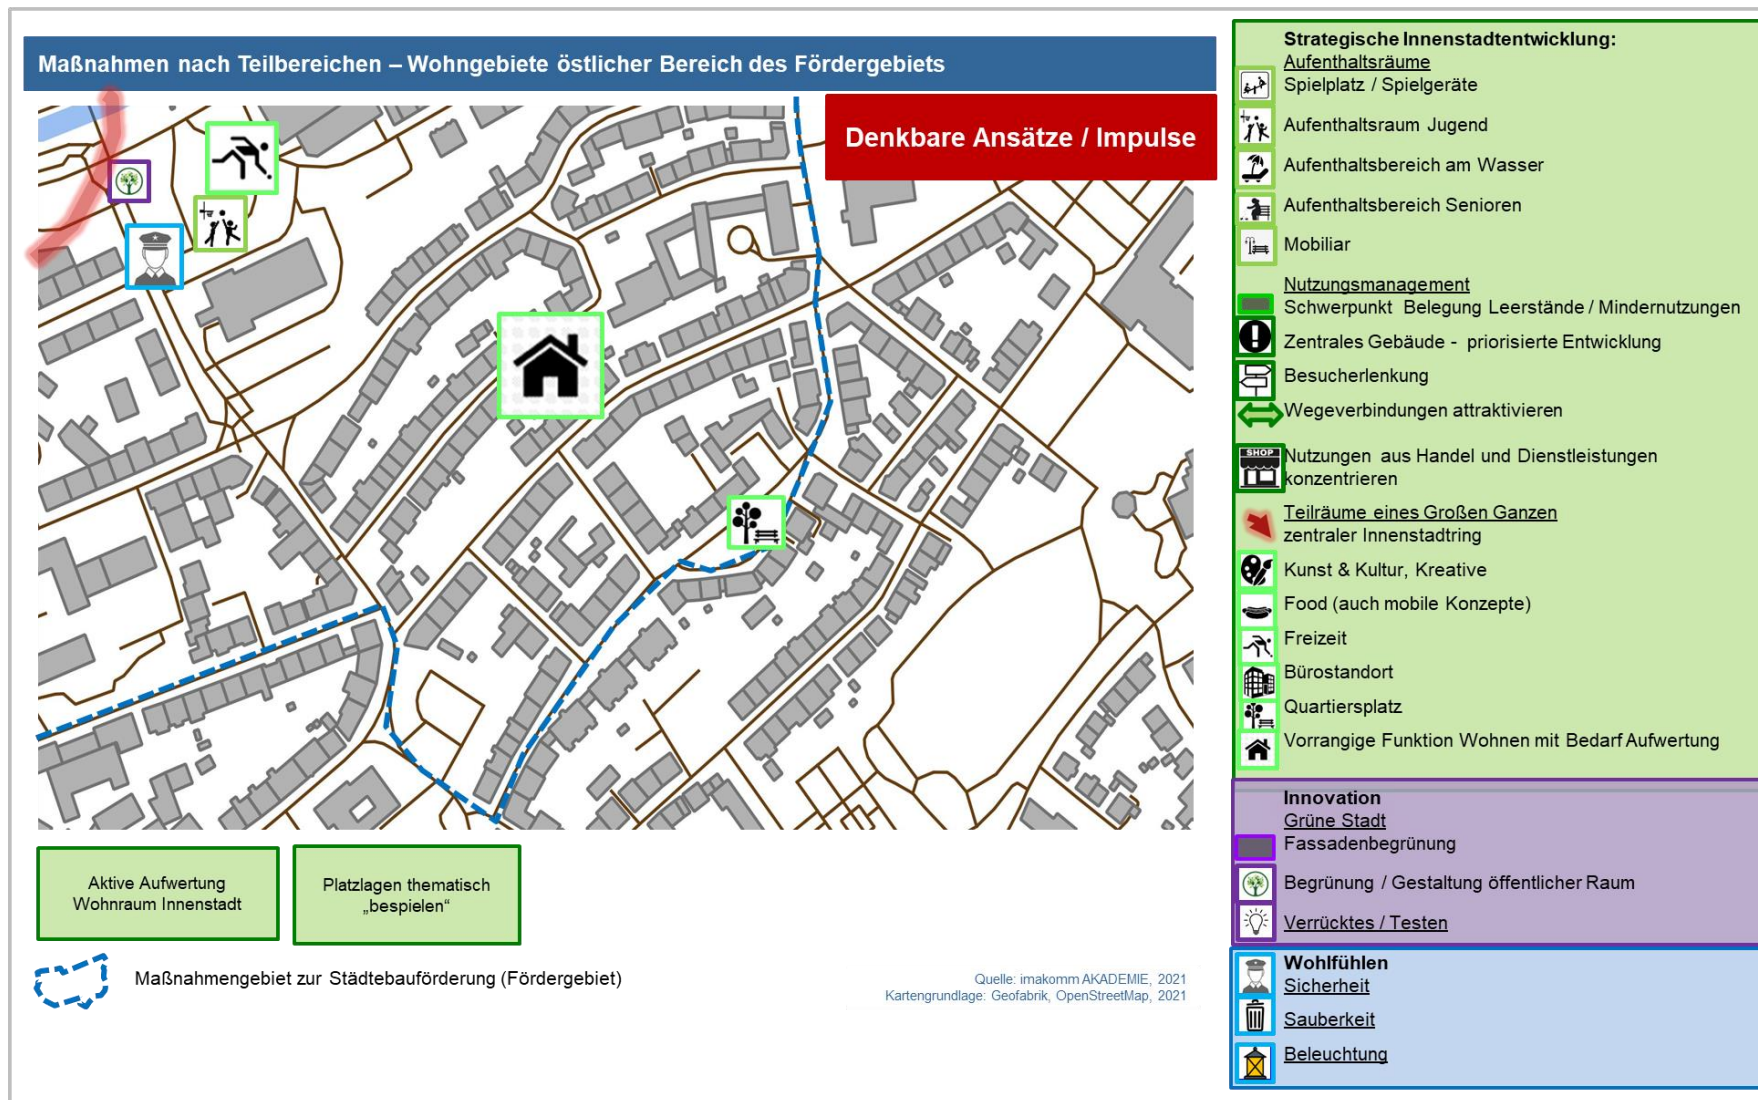 Maßnahmen nach Teilbereichen – Wohngebiete östlicher Bereich des Fördergebiets
Denkbare Ansätze / Impulse
Aktive Aufwertung
Wohnraum Innenstadt
Platzlagen thematisch
„bespielen“
Maßnahmengebiet zur Städtebauförderung (Fördergebiet)
Quelle: imakomm AKADEMIE, 2021
Kartengrundlage: Geofabrik, OpenStreetMap, 2021
Strategische Innenstadtentwicklung:
Aufenthaltsräume
Spielplatz / Spielgeräte
Aufenthaltsraum Jugend
Aufenthaltsbereich am Wasser
Aufenthaltsbereich Senioren
Mobiliar
Nutzungsmanagement
Schwerpunkt Belegung Leerstände / Mindernutzungen
Zentrales Gebäude - priorisierte Entwicklung
Besucherlenkung
Wegeverbindungen attraktivieren
SHOP
Nutzungen aus Handel und Dienstleistungen
konzentrieren
Teilräume eines Großen Ganzen
zentraler Innenstadtring
Kunst & Kultur, Kreative
Food (auch mobile Konzepte)
Freizeit
Bürostandort
Quartiersplatz
Vorrangige Funktion Wohnen mit Bedarf Aufwertung
Innovation
Grüne Stadt
Fassadenbegrünung
Begrünung / Gestaltung öffentlicher Raum
Verrücktes / Testen
Wohlfühlen
Sicherheit
Sauberkeit
Beleuchtung